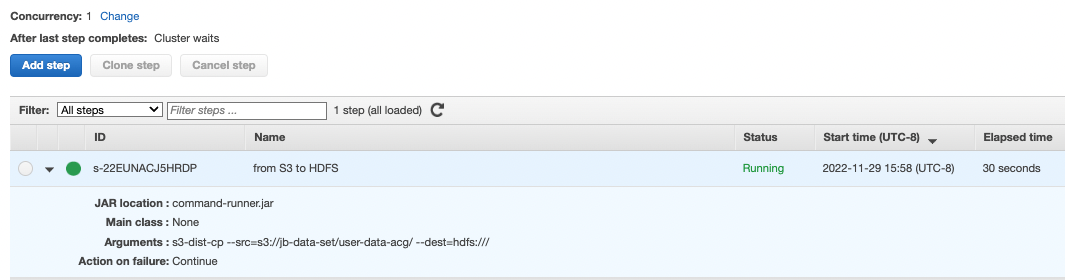 Concurrency: 1 Change
After last step completes: Cluster waits
Add step Clone step Cancel step
Filter: All steps Filter steps ... 1 step (all loaded)
ID Name Status Start time (UTC-8) Elapsed time
s-22EUNACJ5HRDP from S3 to HDFS Running 2022-11-29 15:58 (UTC-8) 30 seconds
JAR location : command-runner.jar
Main class : None
Arguments : s3-dist-cp --src=s3://jb-data-set/user-data-acg/ --dest=hdfs:///
Action on failure: Continue